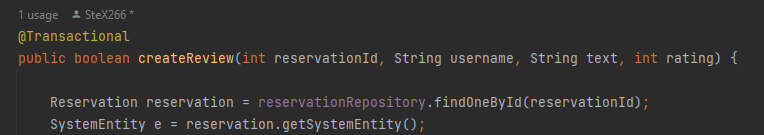 1 usage SteX266 *
@Transactional
public boolean createReview(int reservationId, String username, String text, int rating) {
Reservation reservation = reservationRepository.findOneById(reservationId);
SystemEntity e = reservation.getSystemEntity();